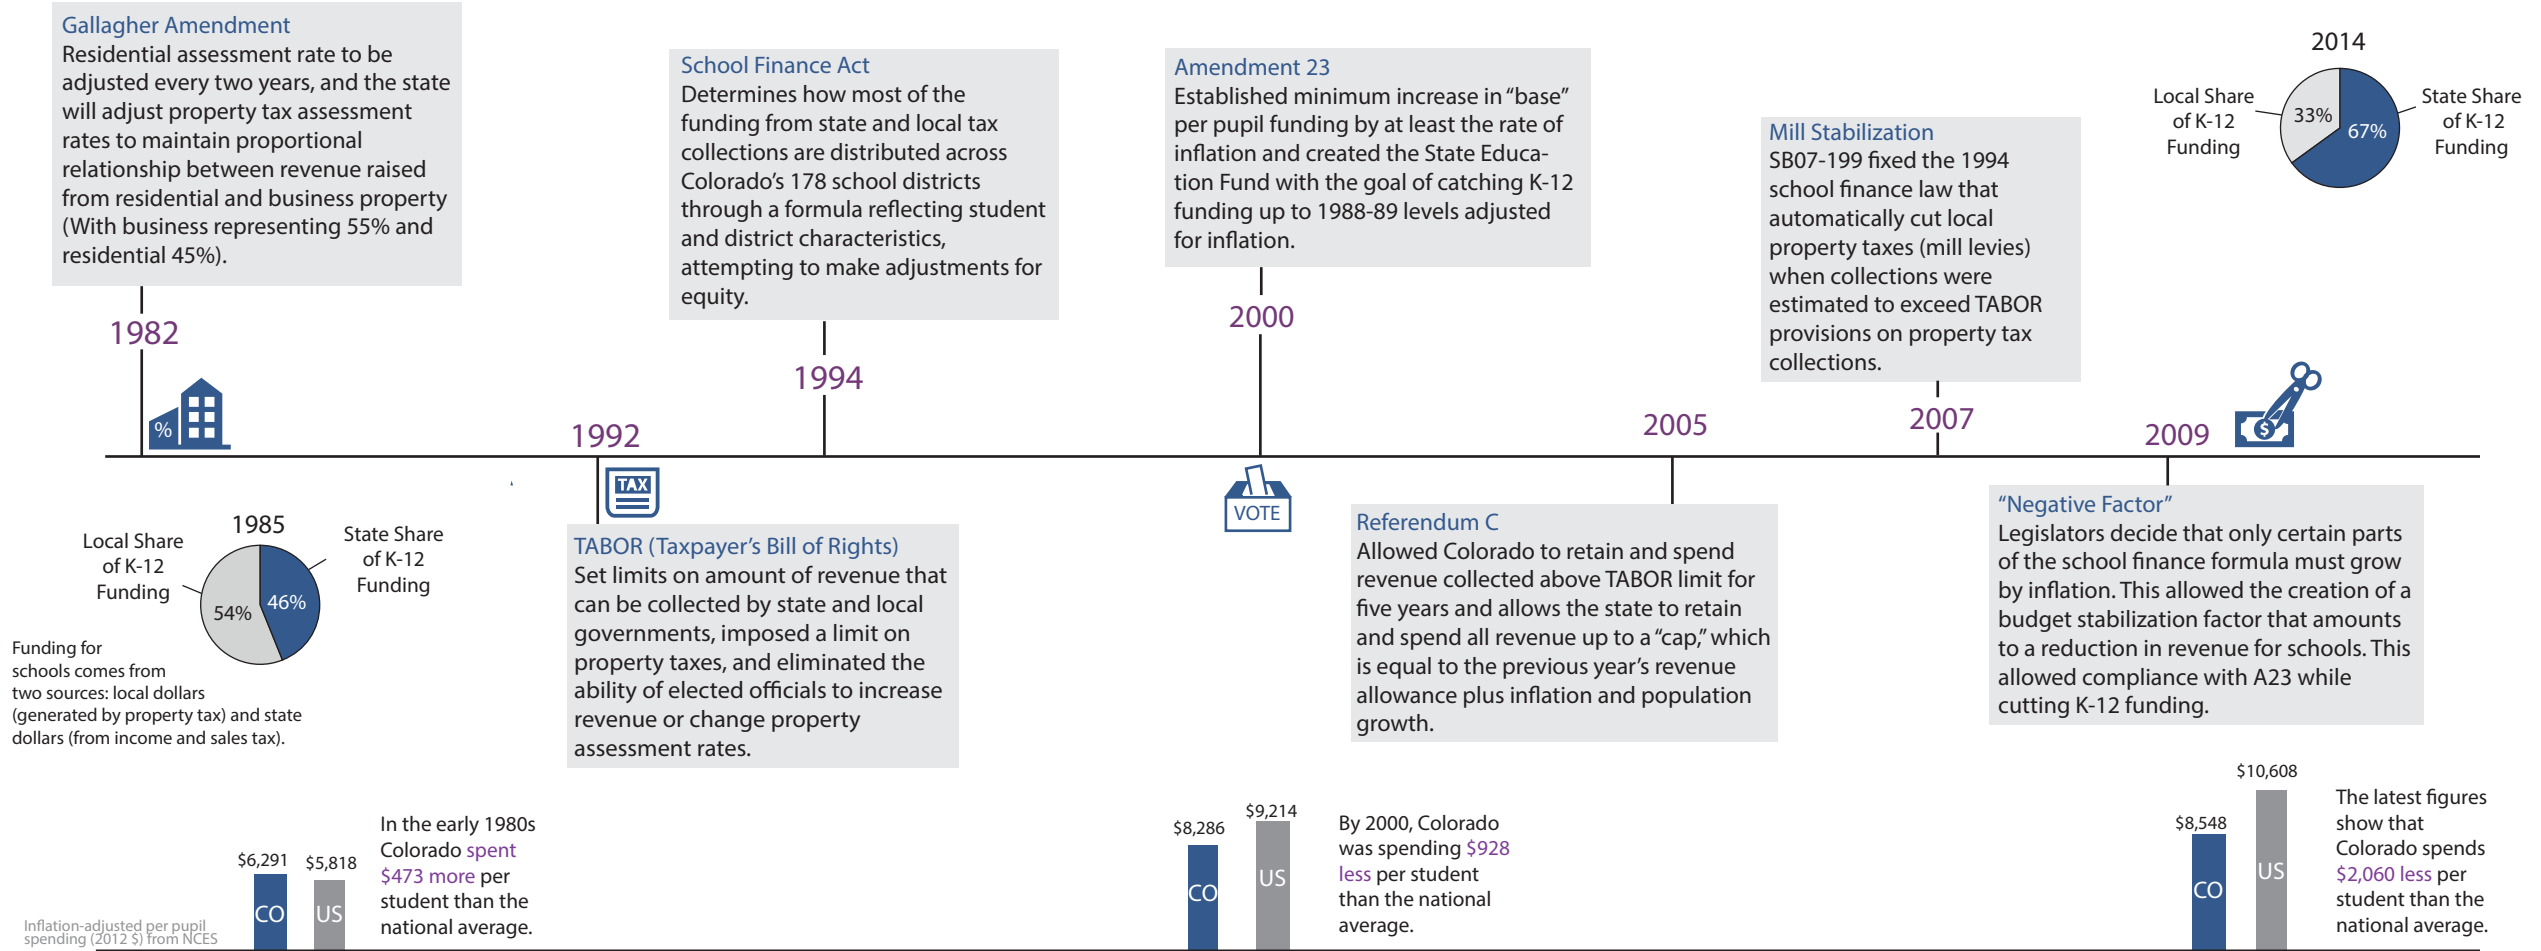 Gallagher Amendment
Residential assessment rate to be
adjusted every two years, and the state
will adjust property tax assessment
rates to maintain proportional
relationship between revenue raised
from residential and business property
(With business representing 55% and
residential 45%).
1982
%
School Finance Act
Determines how most of the
funding from state and local tax
collections are distributed across
Colorado’s 178 school districts
through a formula reflecting student
and district characteristics,
attempting to make adjustments for
equity.
1994
Amendment 23
Established minimum increase in “base”
per pupil funding by at least the rate of
inflation and created the State Educa-
tion Fund with the goal of catching K-12
funding up to 1988-89 levels adjusted
for inflation.
2000
Mill Stabilization
SB07-199 fixed the 1994
school finance law that
automatically cut local
property taxes (mill levies)
when collections were
estimated to exceed TABOR
provisions on property tax
collections.
2007
2014
Local Share
of K-12
Funding
33%
67%
State Share
of K-12
Funding
1992
TAX
TABOR (Taxpayer’s Bill of Rights)
Set limits on amount of revenue that
can be collected by state and local
governments, imposed a limit on
property taxes, and eliminated the
ability of elected officials to increase
revenue or change property
assessment rates.
VOTE
2005
Referendum C
Allowed Colorado to retain and spend
revenue collected above TABOR limit for
five years and allows the state to retain
and spend all revenue up to a “cap,” which
is equal to the previous year’s revenue
allowance plus inflation and population
growth.
2009
$
“Negative Factor”
Legislators decide that only certain parts
of the school finance formula must grow
by inflation. This allowed the creation of a
budget stabilization factor that amounts
to a reduction in revenue for schools. This
allowed compliance with A23 while
cutting K-12 funding.
1985
Local Share
of K-12
Funding
54%
46%
State Share
of K-12
Funding
Funding for
schools comes from
two sources: local dollars
(generated by property tax) and state
dollars (from income and sales tax).
$6,291
$5,818
CO
US
In the early 1980s
Colorado spent
$473 more per
student than the
national average.
Inflation-adjusted per pupil
spending (2012 $) from NCES
$8,286
$9,214
CO
US
By 2000, Colorado
was spending $928
less per student
than the national
average.
$8,548
$10,608
CO
US
The latest figures
show that
Colorado spends
$2,060 less per
student than the
national average.